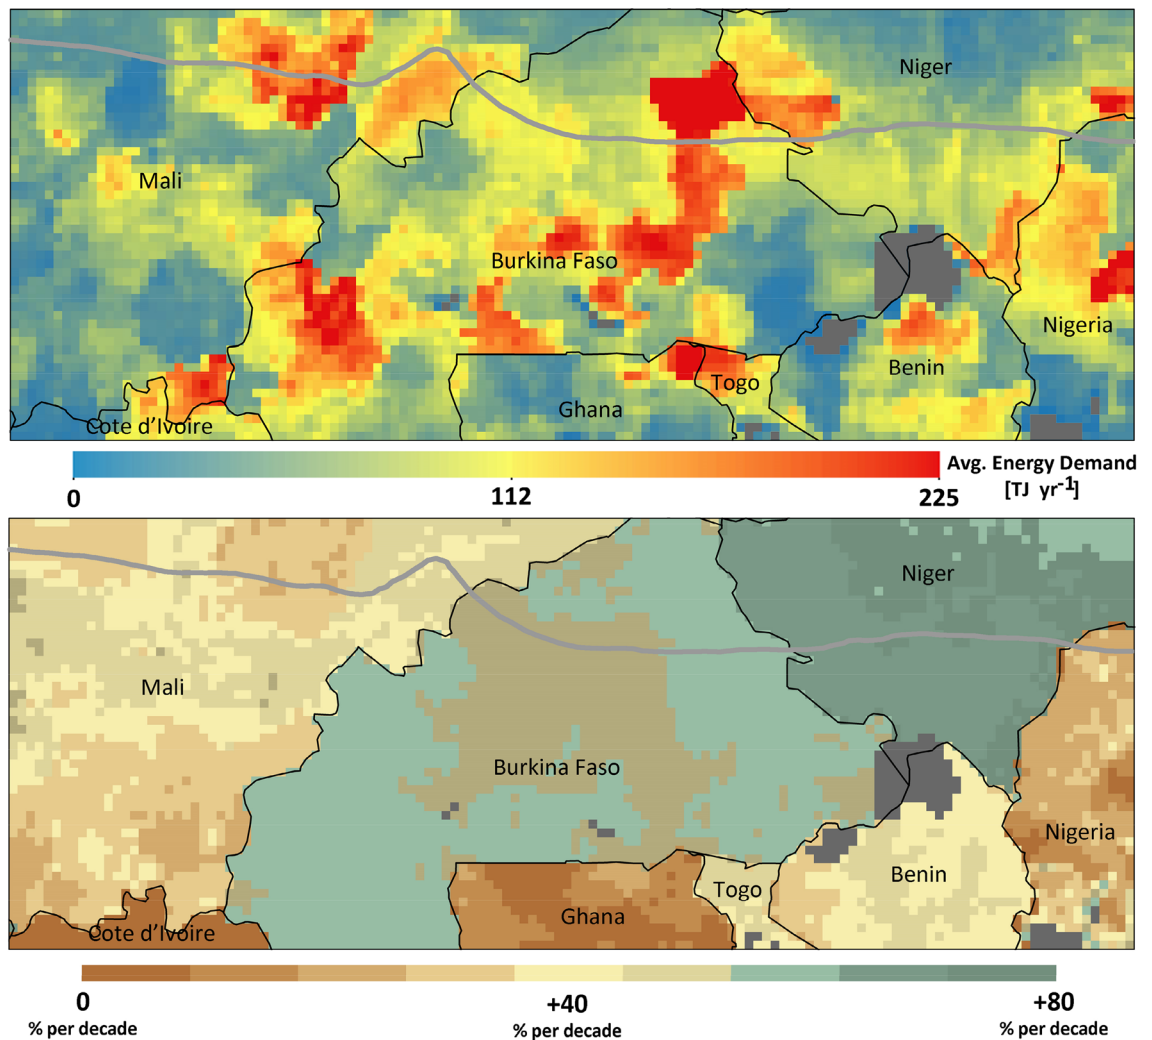 Niger
Mali
Burkina Faso
Nigeria
Benin
Togo
Ghana
Cote d’Ivoire
Avg. Energy Demand
[TJ yr-1]
0 112 225
Niger
Mali
Burkina Faso
Nigeria
Benin
Togo
Ghana
Cote d’Ivoire
0 +40 +80
% per decade % per decade % per decade